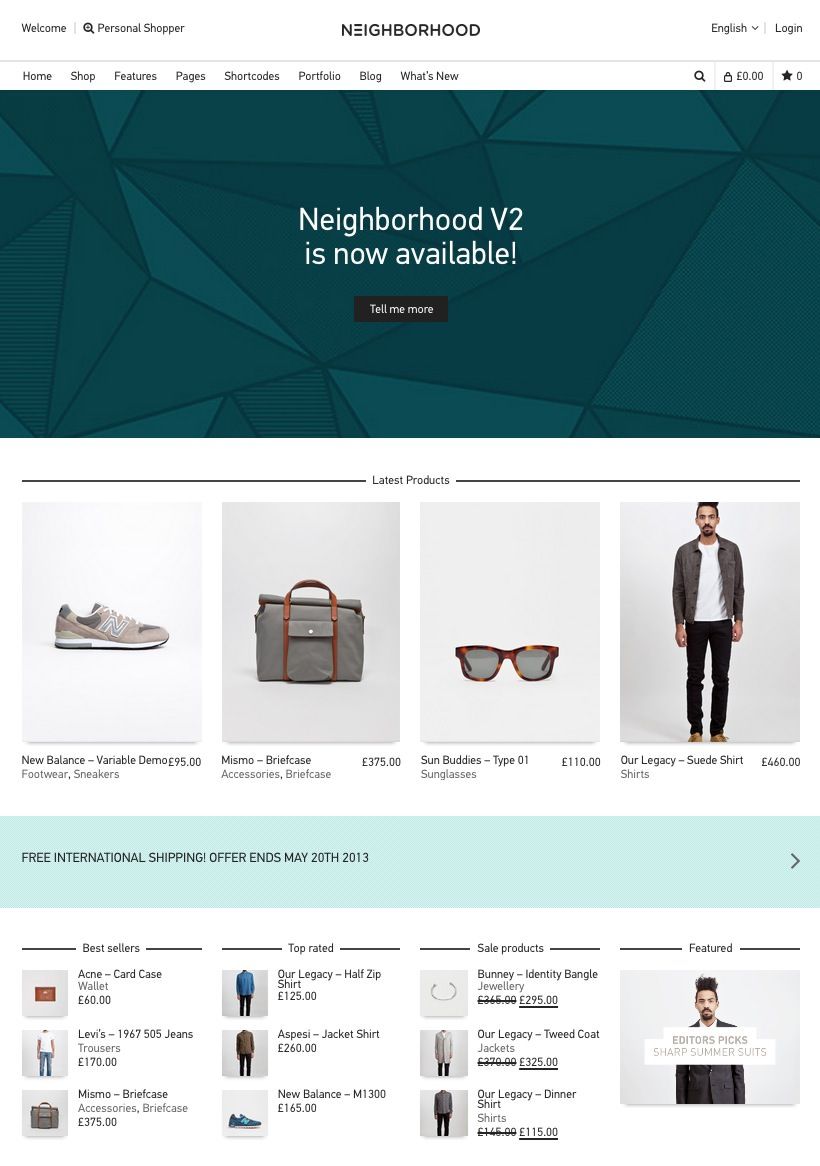 Welcome
Personal Shopper
NEIGHBORHOOD
English
Login
Home
Shop
Features
Pages
Shortcodes
Portfolio
Blog
What's New
£0.00
0
Neighborhood V2
is now available!
Tell me more
Latest Products
New Balance – Variable Demo £95.00
Footwear, Sneakers
Mismo – Briefcase £375.00
Accessories, Briefcase
Sun Buddies – Type 01 £110.00
Sunglasses
Our Legacy – Suede Shirt £460.00
Shirts
FREE INTERNATIONAL SHIPPING! OFFER ENDS MAY 20TH 2013
Best sellers
Acne – Card Case
Wallet
£60.00
Levi's – 1967 505 Jeans
Trousers
£170.00
Mismo – Briefcase
Accessories, Briefcase
£375.00
Top rated
Our Legacy – Half Zip
Shirt
£125.00
Aspesi – Jacket Shirt
£260.00
New Balance – M1300
£165.00
Sale products
Bunney – Identity Bangle
Jewellery
£365.00 £295.00
Our Legacy – Tweed Coat
Jackets
£370.00 £325.00
Our Legacy – Dinner
Shirt
Shirts
£145.00 £115.00
Featured
EDITORS PICKS
SHARP SUMMER SUITS